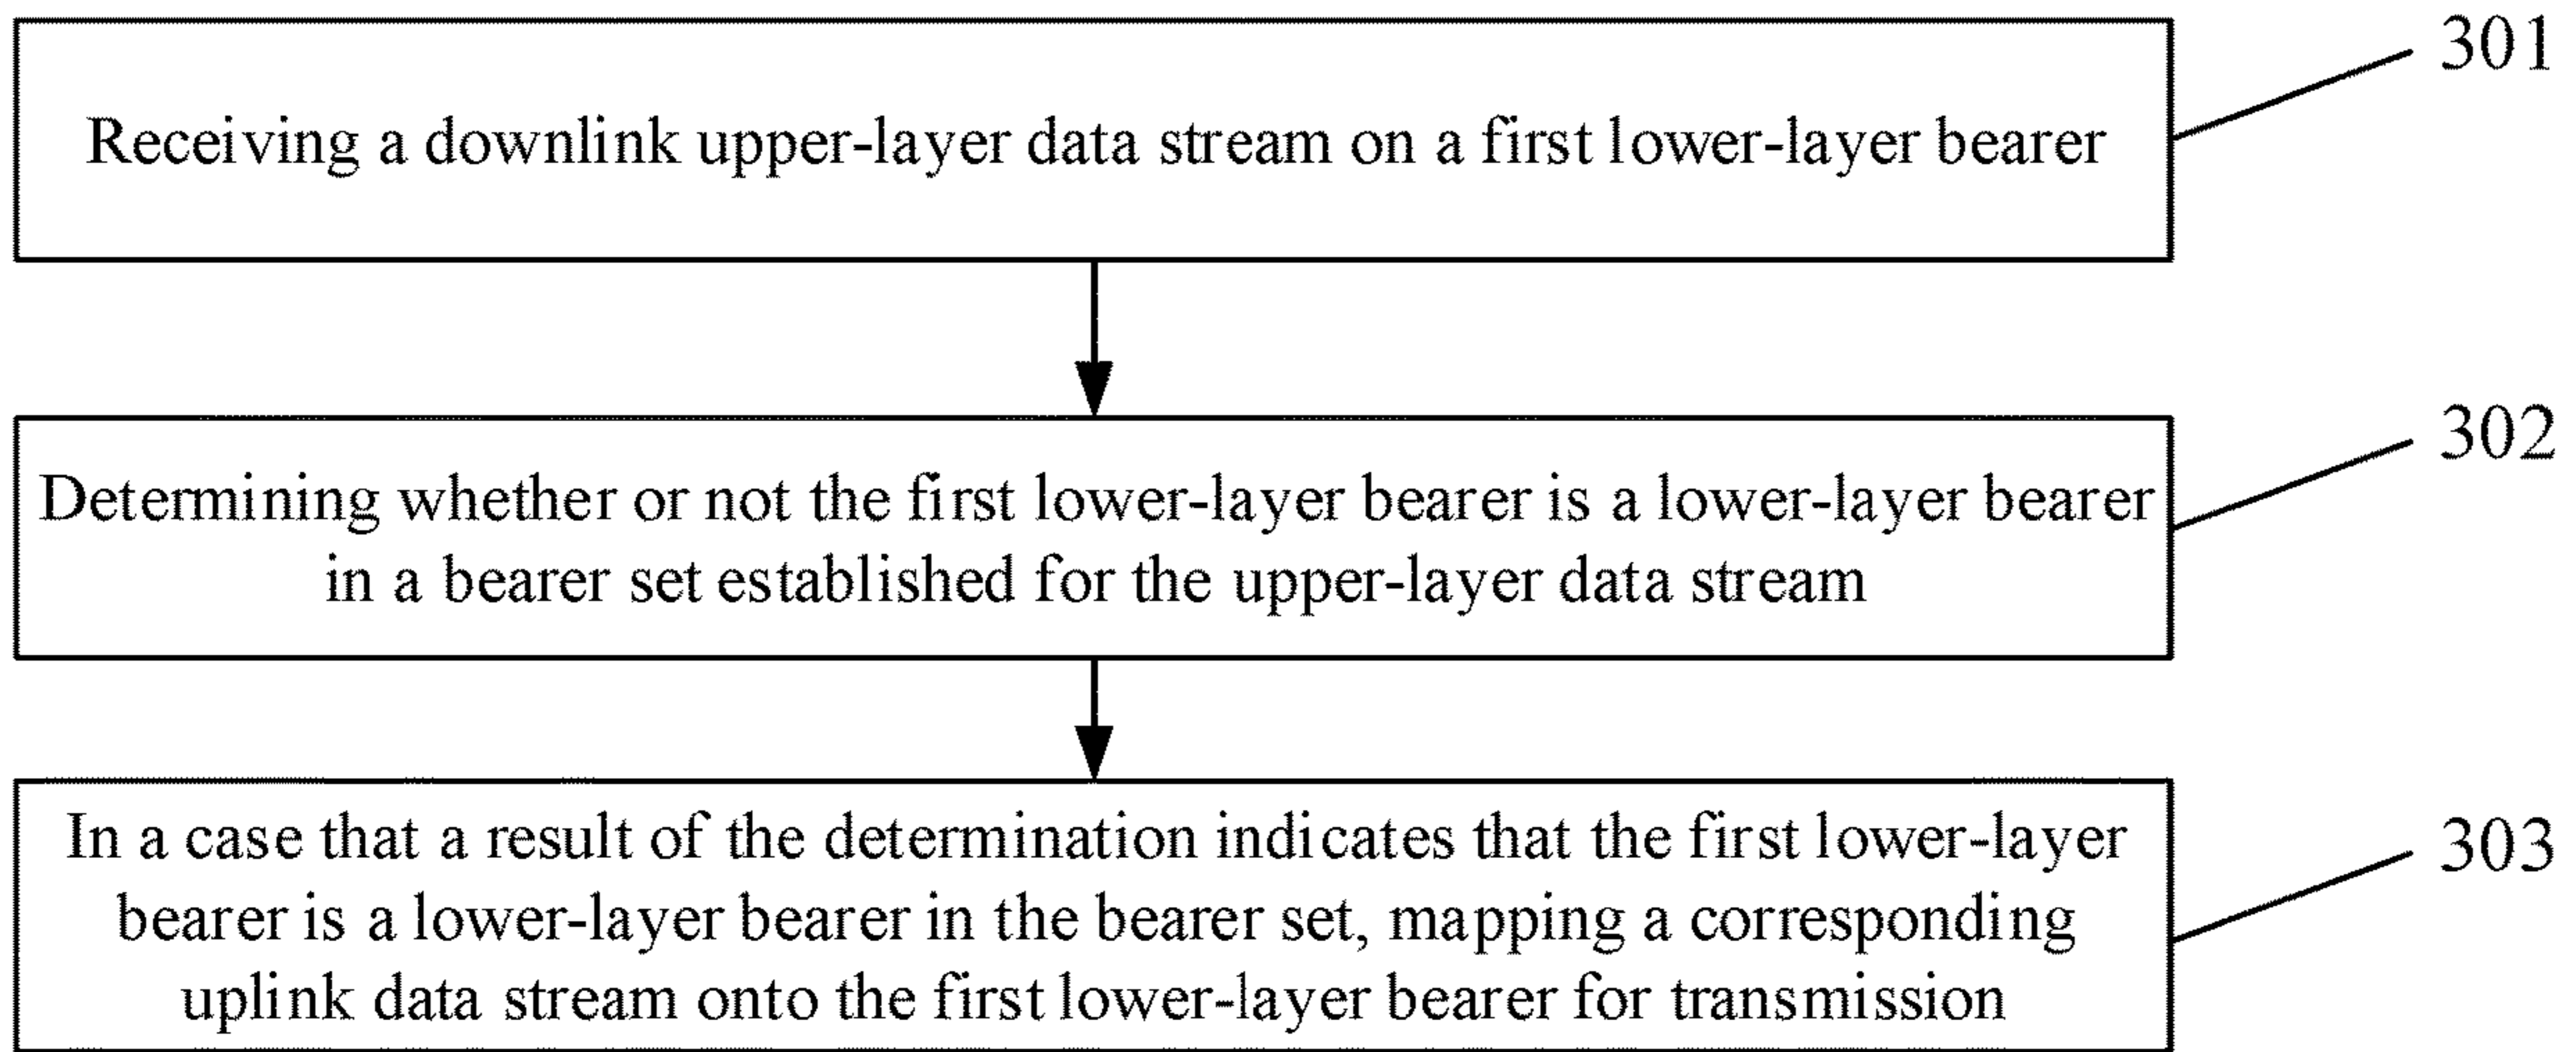 301
Receiving a downlink upper-layer data stream on a first lower-layer bearer
302
Determining whether or not the first lower-layer bearer is a lower-layer bearer
in a bearer set established for the upper-layer data stream
303
In a case that a result of the determination indicates that the first lower-layer
bearer is a lower-layer bearer in the bearer set, mapping a corresponding
uplink data stream onto the first lower-layer bearer for transmission